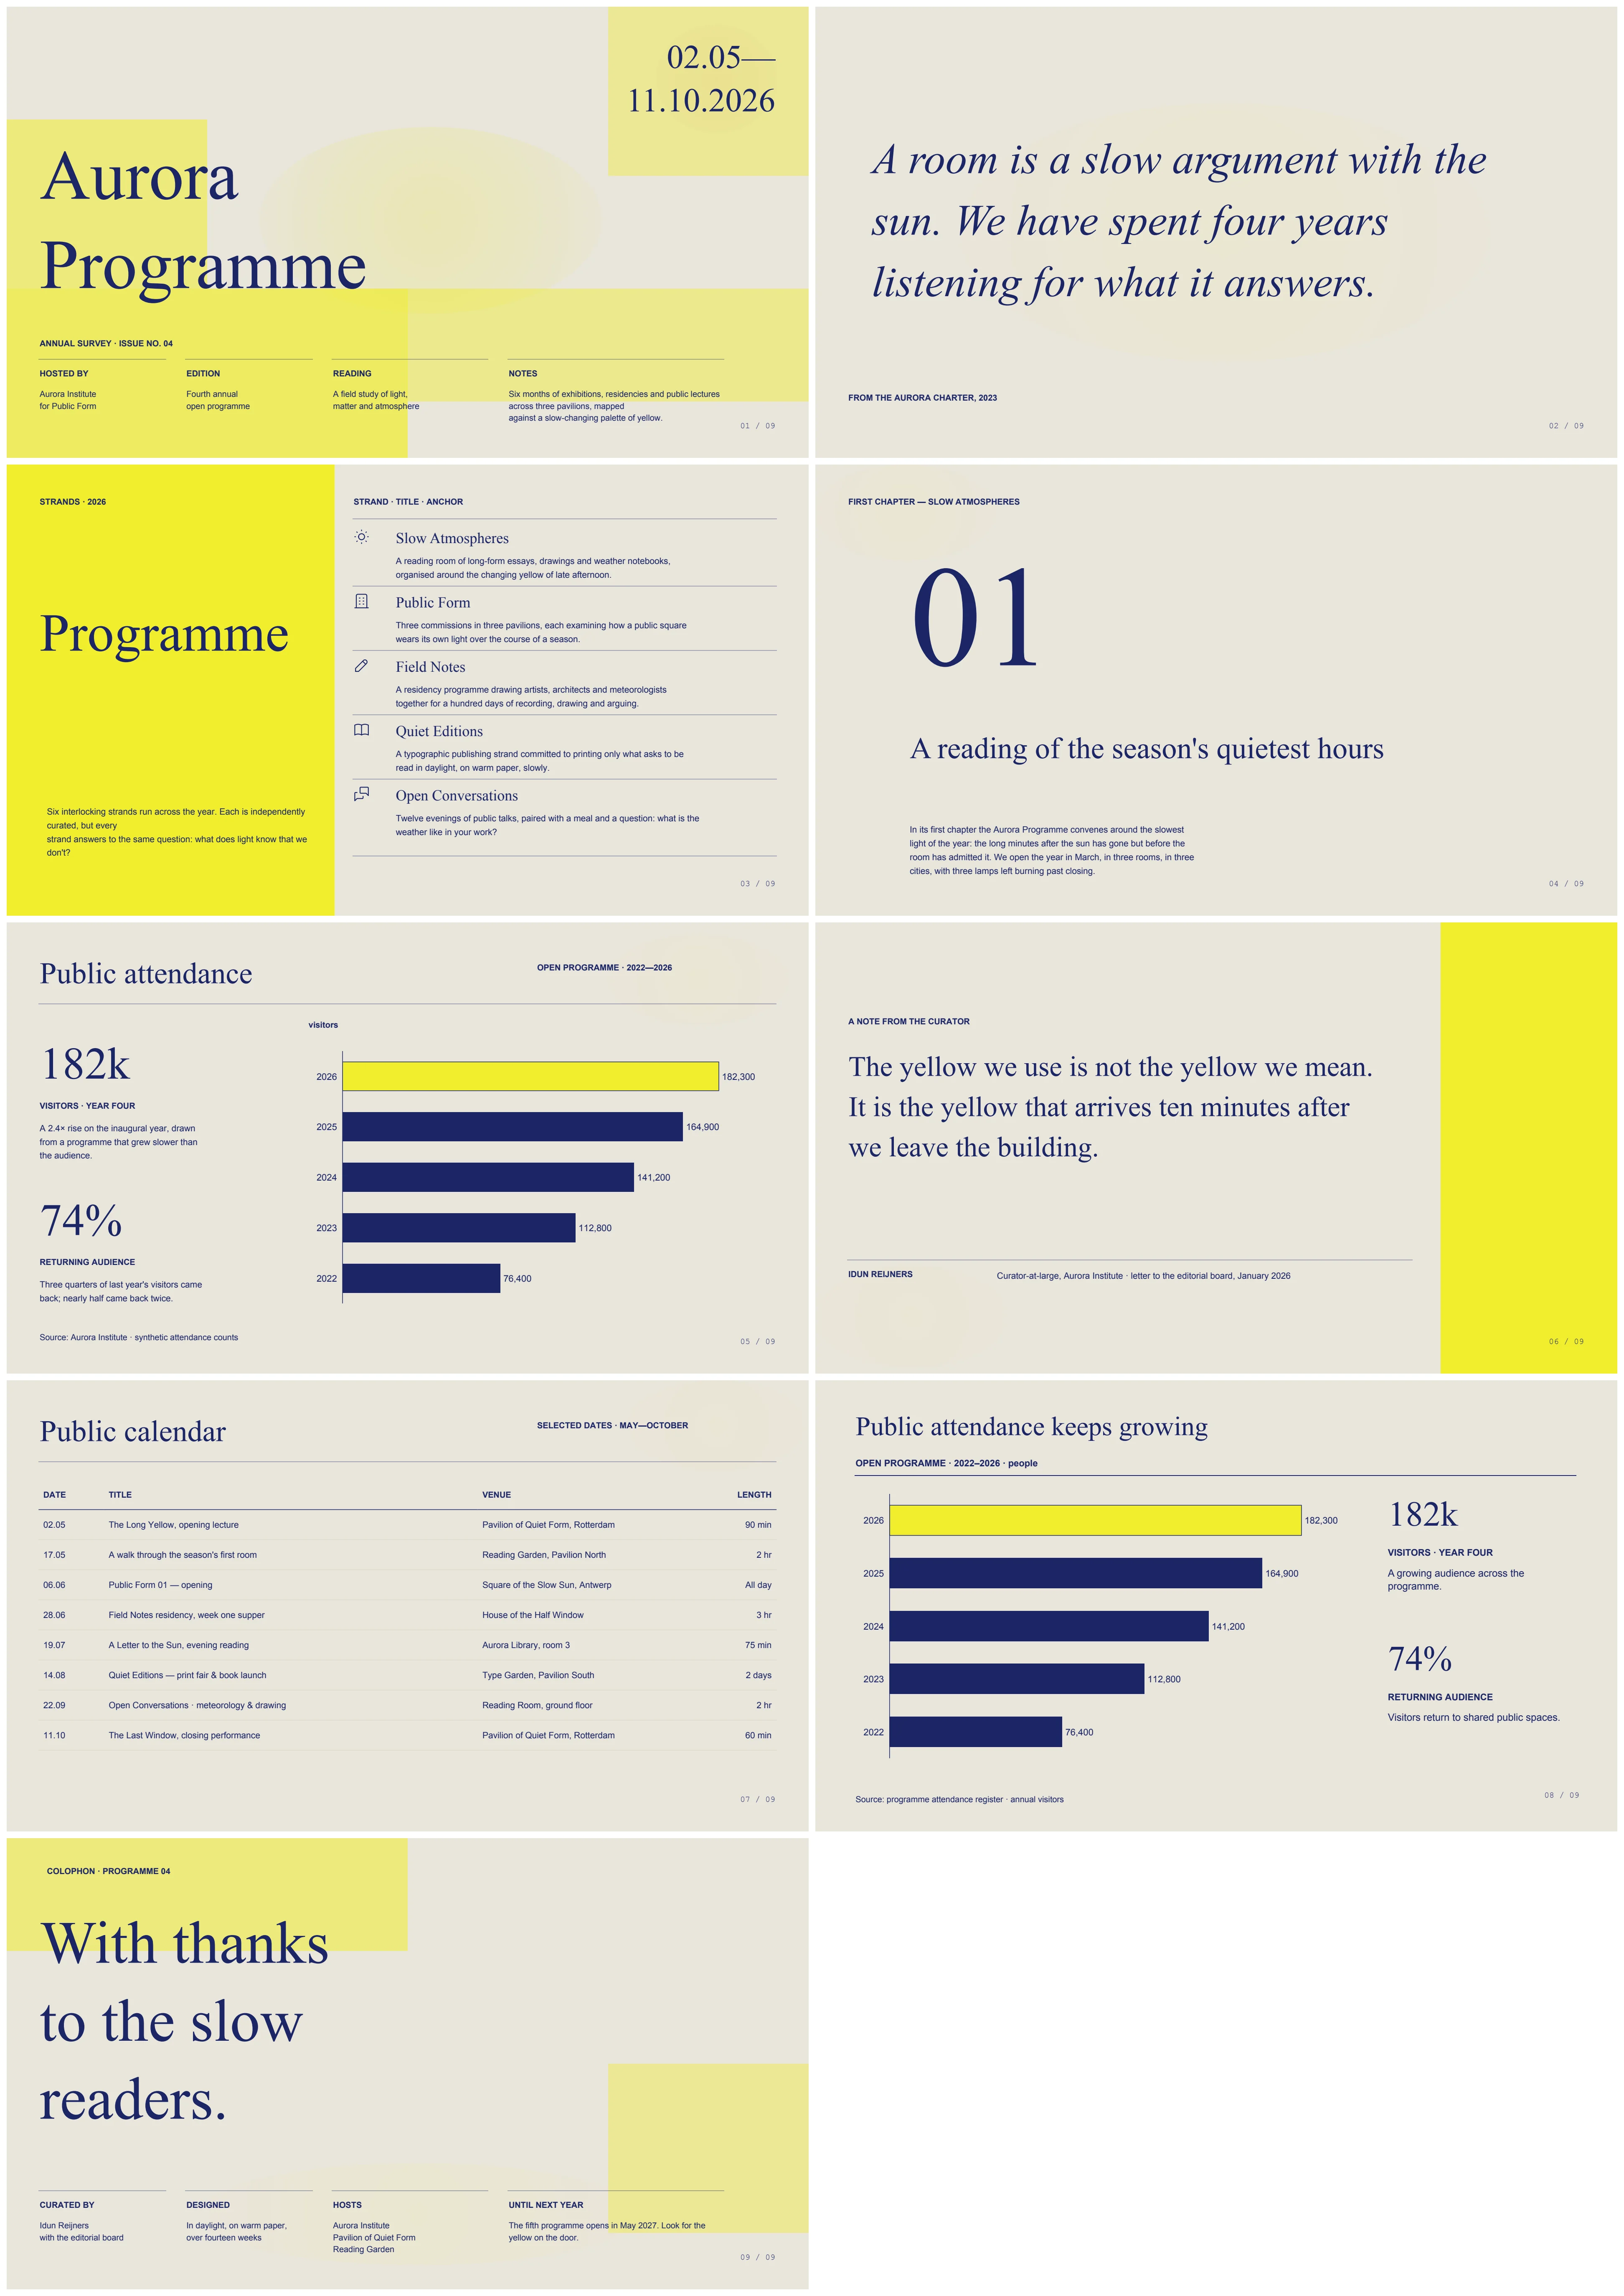 02.05—
11.10.2026
Aurora
Programme
ANNUAL SURVEY · ISSUE NO. 04
HOSTED BY
Aurora Institute
for Public Form
EDITION
Fourth annual
open programme
READING
A field study of light,
matter and atmosphere
NOTES
Six months of exhibitions, residencies and public lectures
across three pavilions, mapped
against a slow-changing palette of yellow.
01 / 09
A room is a slow argument with the
sun. We have spent four years
listening for what it answers.
FROM THE AURORA CHARTER, 2023
02 / 09
STRANDS · 2026
Programme
Six interlocking strands run across the year. Each is independently
curated, but every
strand answers to the same question: what does light know that we
don't?
STRAND · TITLE · ANCHOR
Slow Atmospheres
A reading room of long-form essays, drawings and weather notebooks,
organised around the changing yellow of late afternoon.
Public Form
Three commissions in three pavilions, each examining how a public square
wears its own light over the course of a season.
Field Notes
A residency programme drawing artists, architects and meteorologists
together for a hundred days of recording, drawing and arguing.
Quiet Editions
A typographic publishing strand committed to printing only what asks to be
read in daylight, on warm paper, slowly.
Open Conversations
Twelve evenings of public talks, paired with a meal and a question: what is the
weather like in your work?
03 / 09
FIRST CHAPTER — SLOW ATMOSPHERES
01
A reading of the season's quietest hours
In its first chapter the Aurora Programme convenes around the slowest
light of the year: the long minutes after the sun has gone but before the
room has admitted it. We open the year in March, in three rooms, in three
cities, with three lamps left burning past closing.
04 / 09
Public attendance
OPEN PROGRAMME · 2022—2026
182k
VISITORS · YEAR FOUR
A 2.4× rise on the inaugural year, drawn
from a programme that grew slower than
the audience.
74%
RETURNING AUDIENCE
Three quarters of last year's visitors came
back; nearly half came back twice.
visitors
2026 182,300
2025 164,900
2024 141,200
2023 112,800
2022 76,400
Source: Aurora Institute · synthetic attendance counts
05 / 09
A NOTE FROM THE CURATOR
The yellow we use is not the yellow we mean.
It is the yellow that arrives ten minutes after
we leave the building.
IDUN REIJNERS
Curator-at-large, Aurora Institute · letter to the editorial board, January 2026
06 / 09
Public calendar
SELECTED DATES · MAY—OCTOBER
DATE TITLE VENUE LENGTH
02.05 The Long Yellow, opening lecture Pavilion of Quiet Form, Rotterdam 90 min
17.05 A walk through the season's first room Reading Garden, Pavilion North 2 hr
06.06 Public Form 01 — opening Square of the Slow Sun, Antwerp All day
28.06 Field Notes residency, week one supper House of the Half Window 3 hr
19.07 A Letter to the Sun, evening reading Aurora Library, room 3 75 min
14.08 Quiet Editions — print fair & book launch Type Garden, Pavilion South 2 days
22.09 Open Conversations · meteorology & drawing Reading Room, ground floor 2 hr
11.10 The Last Window, closing performance Pavilion of Quiet Form, Rotterdam 60 min
07 / 09
Public attendance keeps growing
OPEN PROGRAMME · 2022–2026 · people
2026 182,300
2025 164,900
2024 141,200
2023 112,800
2022 76,400
182k
VISITORS · YEAR FOUR
A growing audience across the
programme.
74%
RETURNING AUDIENCE
Visitors return to shared public spaces.
Source: programme attendance register · annual visitors
08 / 09
COLOPHON · PROGRAMME 04
With thanks
to the slow
readers.
CURATED BY
Idun Reijners
with the editorial board
DESIGNED
In daylight, on warm paper,
over fourteen weeks
HOSTS
Aurora Institute
Pavilion of Quiet Form
Reading Garden
UNTIL NEXT YEAR
The fifth programme opens in May 2027. Look for the
yellow on the door.
09 / 09